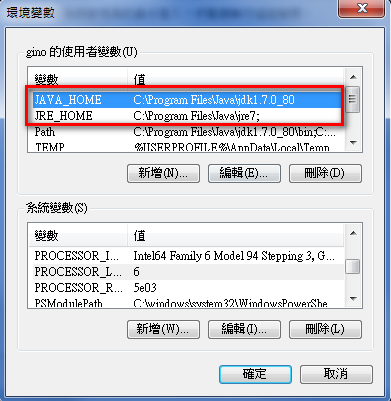 環境變數
gino 的使用者變數(U)
變數 值
JAVA_HOME C:\Program Files\Java\jdk1.7.0_80
JRE_HOME C:\Program Files\Java\jre7;
Path C:\Program Files\Java\jdk1.7.0_80\bin;C:...
TEMP %USERPROFILE%\AppData\Local\Temp
新增(N)... 編輯(E)... 刪除(D)
系統變數(S)
變數 值
PROCESSOR_I... Intel64 Family 6 Model 94 Stepping 3, G...
PROCESSOR_L... 6
PROCESSOR_R... 5e03
PSModulePath C:\windows\system32\WindowsPowerShe
新增(W)... 編輯(I)... 刪除(L)
確定 取消